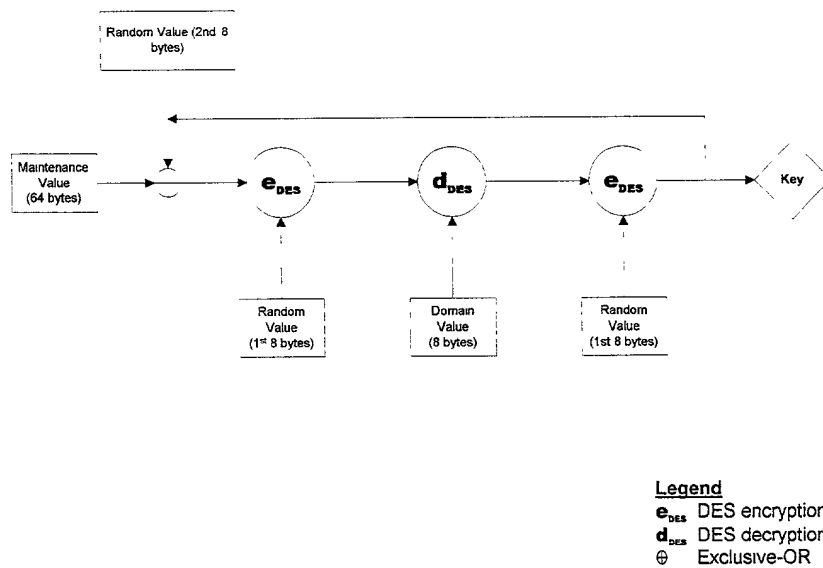 Random Value (2nd 8
bytes)
Maintenance
Value
(64 bytes)
eDES
dDES
eDES
Key
Random
Value
(1st 8 bytes)
Domain
Value
(8 bytes)
Random
Value
(1st 8 bytes)
Legend
eDES DES encryption
dDES DES decryption
⊕ Exclusive-OR